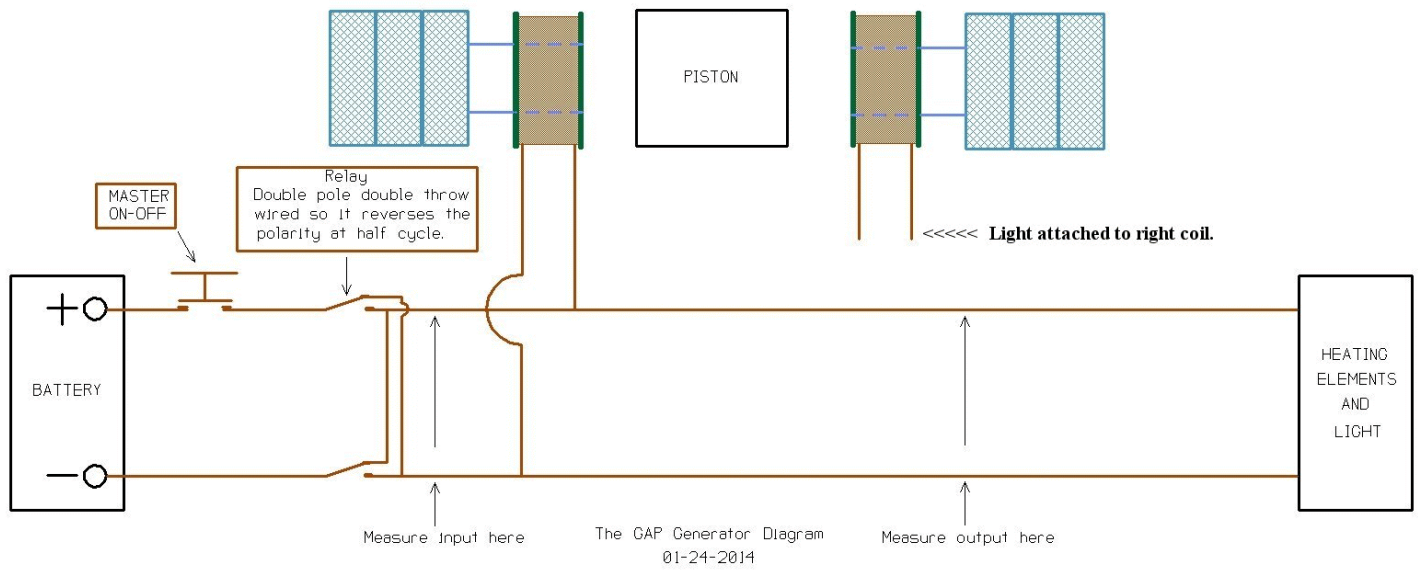 PISTON
Relay
Double pole double throw
wired so it reverses the
polarity at half cycle.
MASTER
ON-OFF
<<<<< Light attached to right coil.
+
BATTERY
−
HEATING
ELEMENTS
AND
LIGHT
Measure input here
The GAP Generator Diagram
01-24-2014
Measure output here